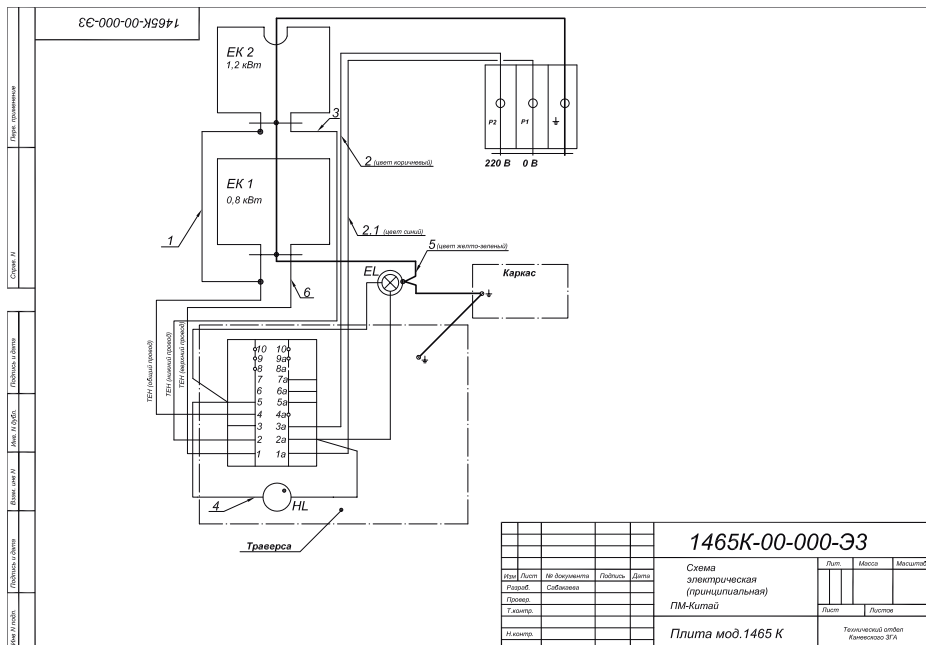 1465К-00-000-ЭЗ
Перв. применение
Справ. N
Подпись и дата
Инв. N дубл.
Взам. инв N
Подпись и дата
Инв N подл.
ЕК 2
1,2 кВт
3
Р2
Р1
220 В
0 В
2 (цвет коричневый)
ЕК 1
0,8 кВт
1
2.1 (цвет синий)
5 (цвет желто-зеленый)
EL
Каркас
6
ТЕН (общий провод)
ТЕН (нижний провод)
ТЕН (верхний провод)
10 10
9 9а
8 8а
7 7а
6 6а
5 5а
4 4а
3 3а
2 2а
1 1а
4
HL
Траверса
1465К-00-000-ЭЗ
Изм Лист № документа Подпись Дата
Разраб. Сабакаева
Провер.
Т.контр.
Н.контр.
Схема
электрическая
(принципиальная)
ПМ-Китай
Лит. Масса Масштаб
Лист Листов
Плита мод.1465 К
Технический отдел
Каневского ЗГА